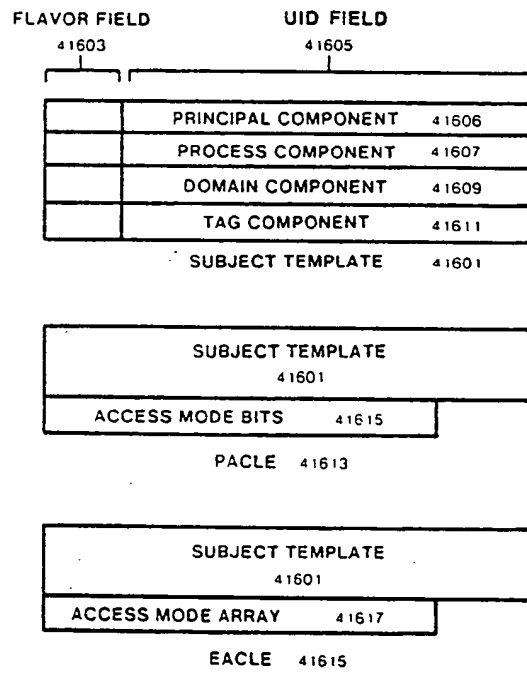 FLAVOR FIELD UID FIELD
41603 41605
PRINCIPAL COMPONENT 41606
PROCESS COMPONENT 41607
DOMAIN COMPONENT 41609
TAG COMPONENT 41611
SUBJECT TEMPLATE 41601
SUBJECT TEMPLATE
41601
ACCESS MODE BITS 41615
PACLE 41613
SUBJECT TEMPLATE
41601
ACCESS MODE ARRAY 41617
EACLE 41615